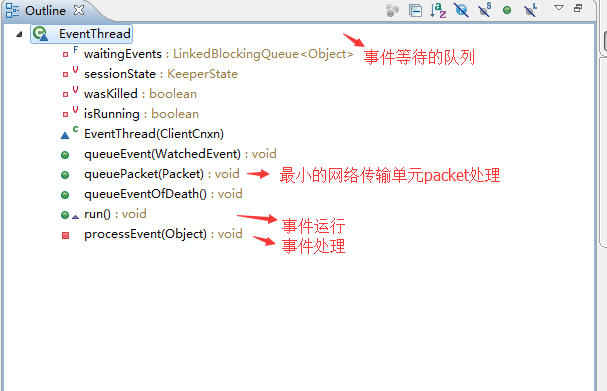 Outline
EventThread
waitingEvents : LinkedBlockingQueue<Object>
事件等待的队列
sessionState : KeeperState
wasKilled : boolean
isRunning : boolean
EventThread(ClientCnxn)
queueEvent(WatchedEvent) : void
queuePacket(Packet) : void
最小的网络传输单元packet处理
queueEventOfDeath() : void
run() : void
事件运行
processEvent(Object) : void
事件处理